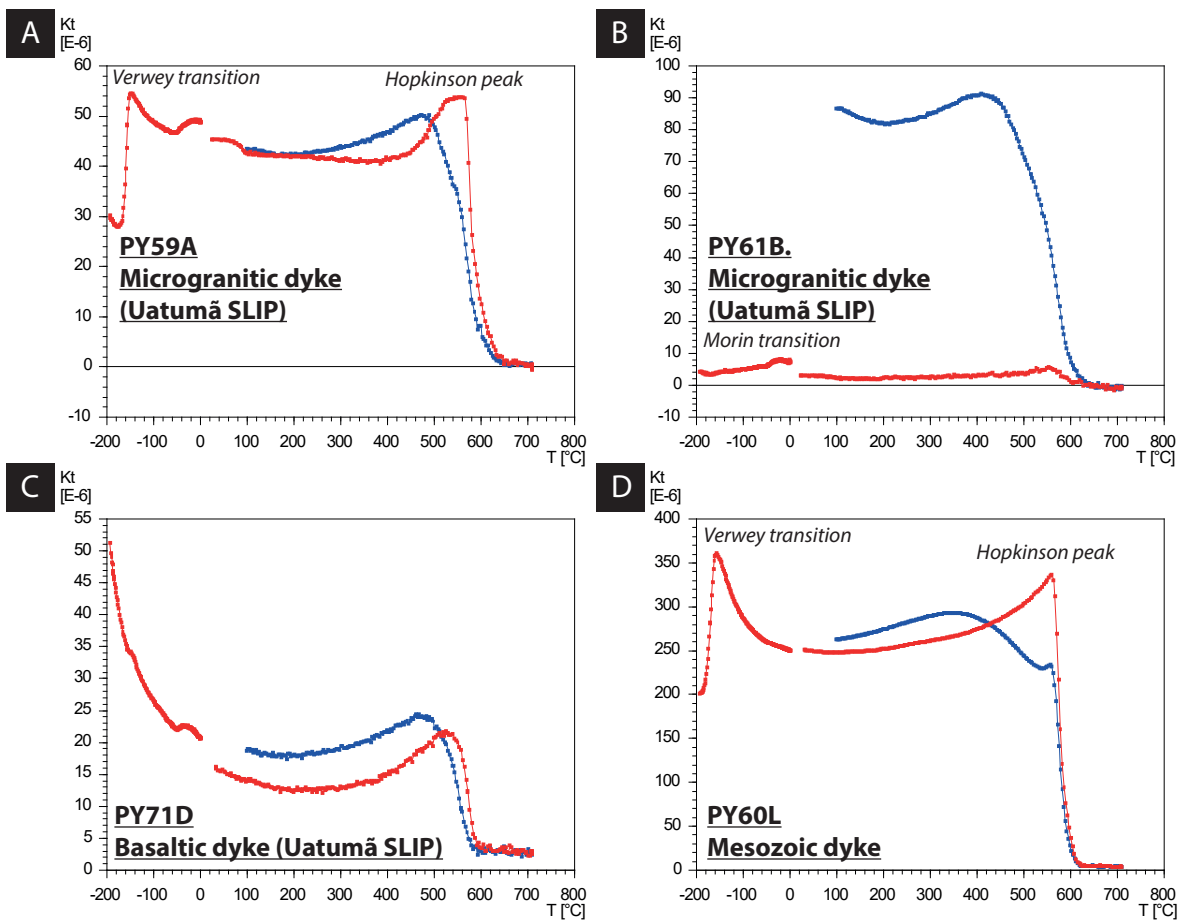 A
Kt
[E-6]
60
50
40
30
20
10
0
-10
Verwey transition
Hopkinson peak
PY59A
Microgranitic dyke
(Uatumã SLIP)
-200 -100 0 100 200 300 400 500 600 700 800
T [°C]
B
Kt
[E-6]
100
90
80
70
60
50
40
30
20
10
0
-10
PY61B.
Microgranitic dyke
(Uatumã SLIP)
Morin transition
-200 -100 0 100 200 300 400 500 600 700 800
T [°C]
C
Kt
[E-6]
55
50
45
40
35
30
25
20
15
10
5
0
PY71D
Basaltic dyke (Uatumã SLIP)
-200 -100 0 100 200 300 400 500 600 700 800
T [°C]
D
Kt
[E-6]
400
350
300
250
200
150
100
50
0
Verwey transition
Hopkinson peak
PY60L
Mesozoic dyke
-200 -100 0 100 200 300 400 500 600 700 800
T [°C]